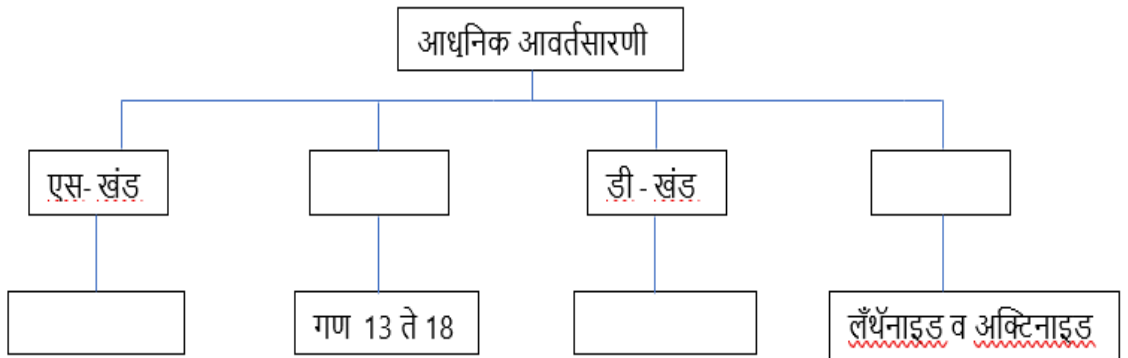 आधुनिक आवर्तसारणी
एस- खंड
डी - खंड
गण 13 ते 18
लँथॅनाइड व अक्टिनाइड